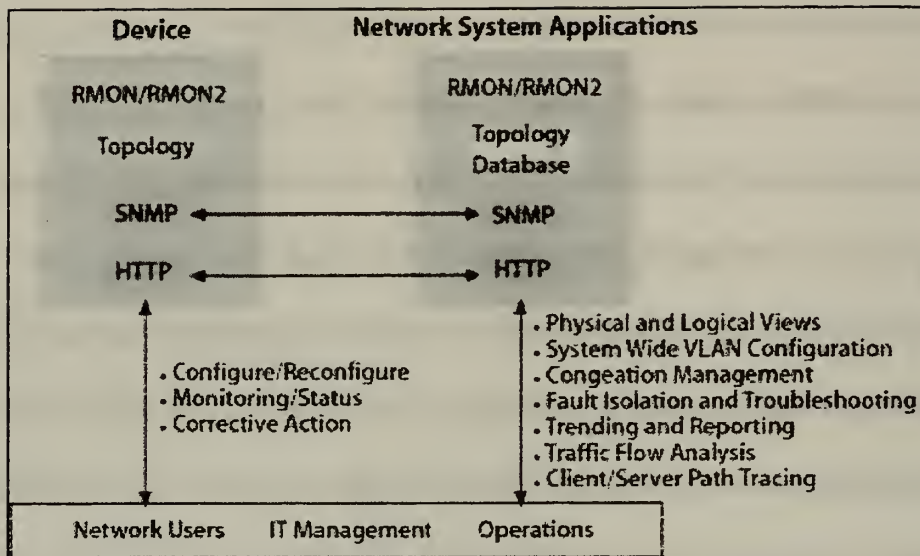 Device
Network System Applications
RMON/RMON2
Topology
SNMP
HTTP
RMON/RMON2
Topology
Database
SNMP
HTTP
• Configure/Reconfigure
• Monitoring/Status
• Corrective Action
• Physical and Logical Views
• System Wide VLAN Configuration
• Congeation Management
• Fault Isolation and Troubleshooting
• Trending and Reporting
• Traffic Flow Analysis
• Client/Server Path Tracing
Network Users IT Management Operations